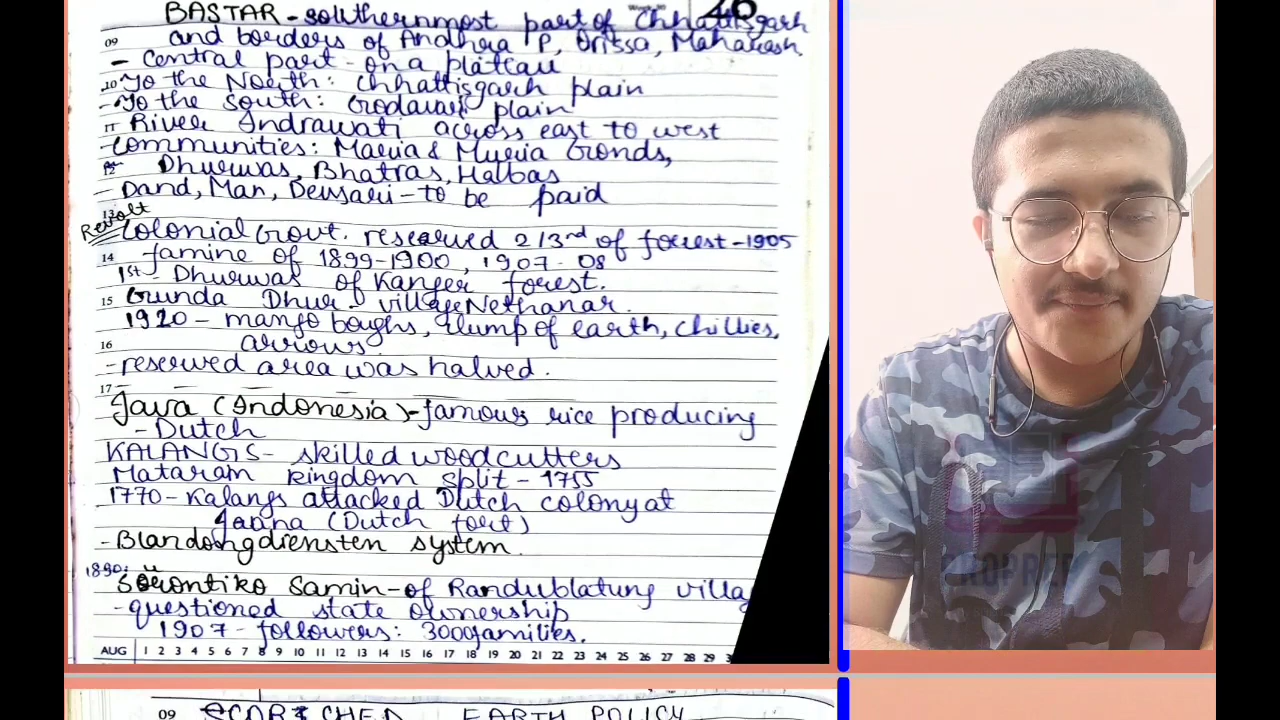 BASTAR - southernmost part of Chhattisgarh
09 and borders of Andhra P, Orissa, Maharash
- Central part - on a plateau
10 - To the North: Chhattisgarh plain
- To the south: Godavari plain
11 River Indrawati across east to west
- Communities: Maria & Muria Gonds,
12 Dhurwas, Bhatras, Halbas
- Dand, Man, Dewsari - to be paid
13
Revolt
Colonial Govt. reserved 2/3rd of forrest - 1905
14 famine of 1899-1900, 1907-08
1st - Dhurwas of Kanger forest.
15 Gunda Dhur - village Nethanar
1920 - mango boughs, clump of earth, chillies,
16 arrows.
- reserved area was halved.
17
Java (Indonesia) - famous rice producing
- Dutch
KALANGS - skilled woodcutters
Mataram kingdom split - 1755
1770 - Kalangs attacked Dutch colony at
Joana (Dutch fort)
- Blandongdiensten system.
1890:
Surontiko Samin - of Randublatung villag
- questioned state ownership
1907 - followers: 3000 families.
AUG 1 2 3 4 5 6 7 8 9 10 11 12 13 14 15 16 17 18 19 20 21 22 23 24 25 26 27 28 29
09 SCORTCHED EARTH POLICY